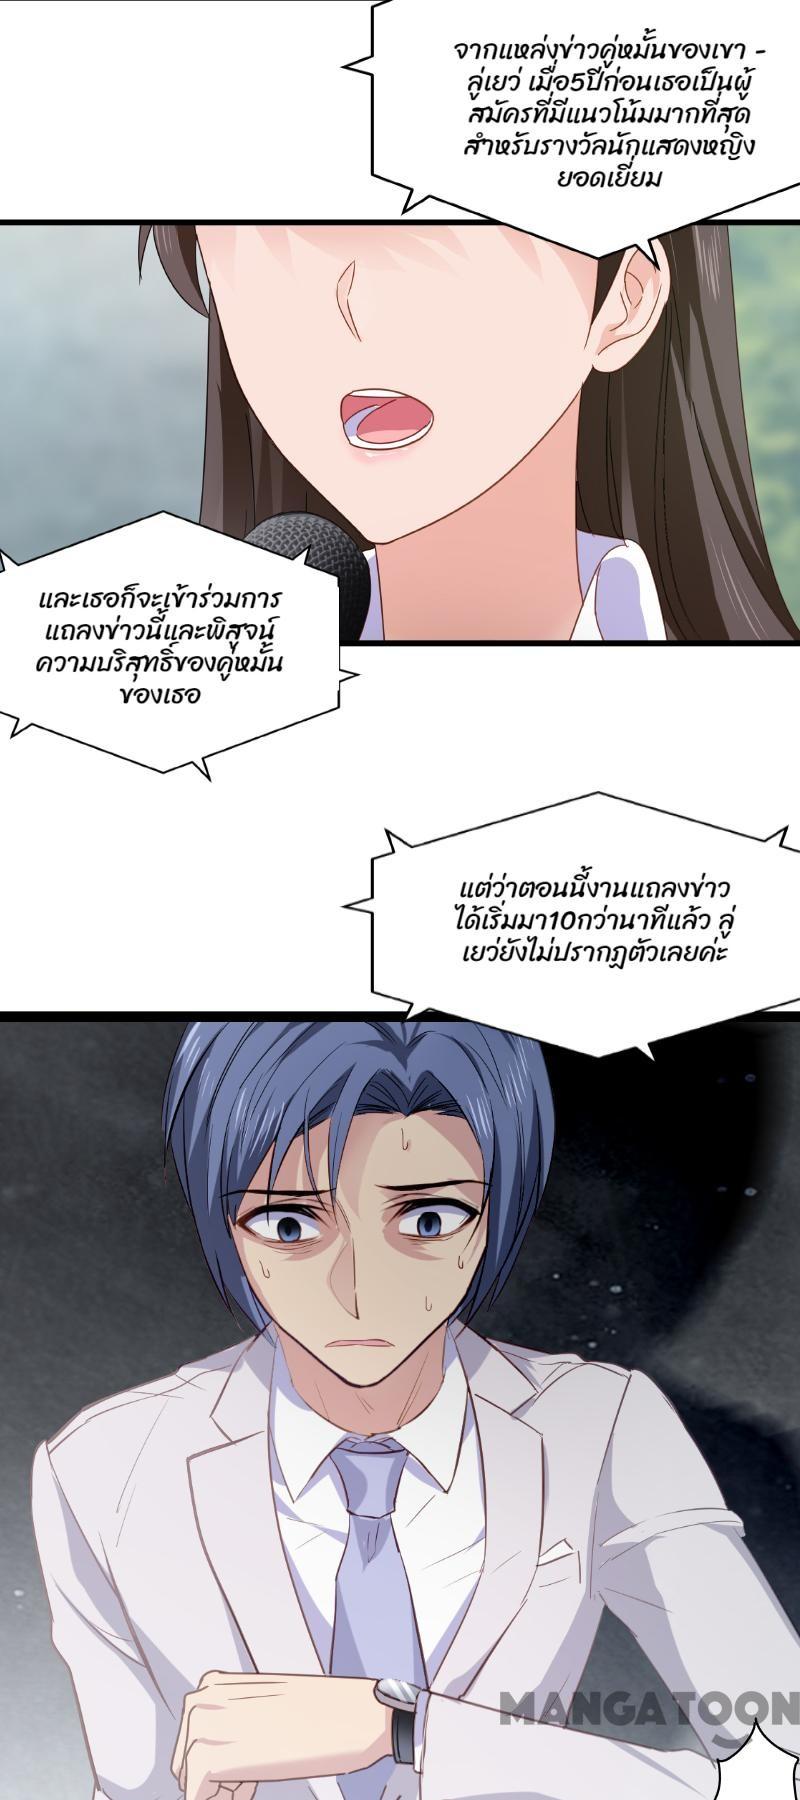 จากแหล่งข่าวคู่หมั้นของเขา -
ลู่เยว่ เมื่อ5ปีก่อนเธอเป็นผู้
สมัครที่มีแนวโน้มมากที่สุด
สำหรับรางวัลนักแสดงหญิง
ยอดเยี่ยม
และเธอก็จะเข้าร่วมการ
แถลงข่าวนี้และพิสูจน์
ความบริสุทธิ์ของคู่หมั้น
ของเธอ
แต่ว่าตอนนี้งานแถลงข่าว
ได้เริ่มมา10กว่านาทีแล้ว ลู่
เยว่ยังไม่ปรากฏตัวเลยค่ะ
MANGATOON